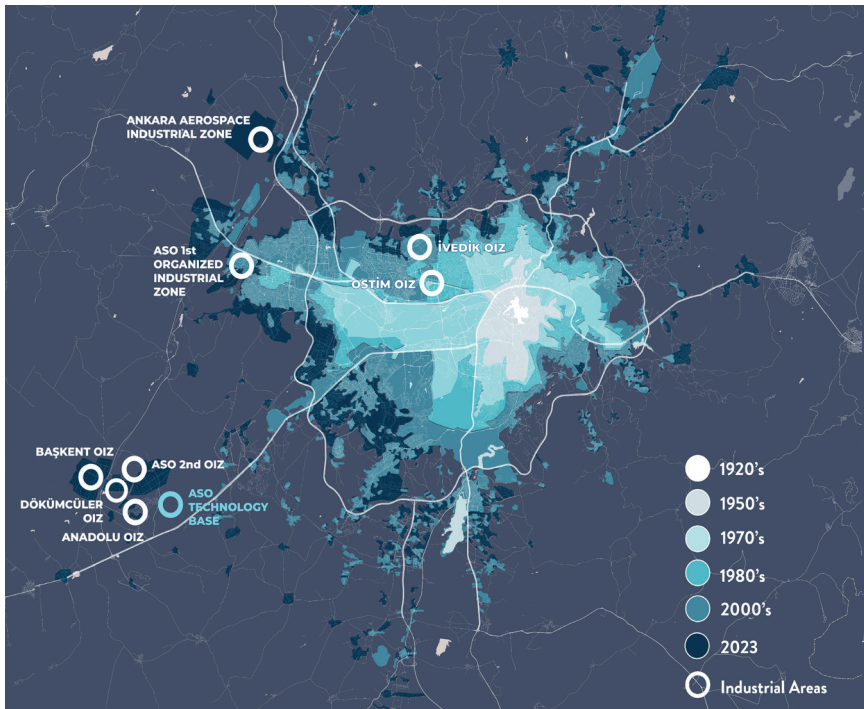 ANKARA AEROSPACE
INDUSTRIAL ZONE
ASO 1st
ORGANIZED
INDUSTRIAL
ZONE
İVEDİK OIZ
OSTİM OIZ
BAŞKENT OIZ
ASO 2nd OIZ
DÖKÜMCÜLER
OIZ
ANADOLU OIZ
ASO
TECHNOLOGY
BASE
1920's
1950's
1970's
1980's
2000's
2023
Industrial Areas